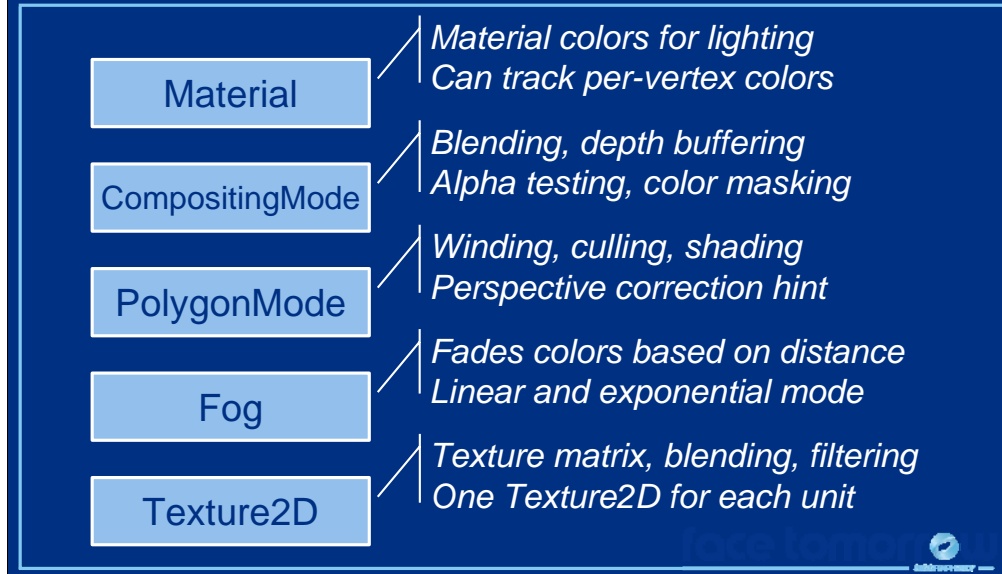 Material
Material colors for lighting
Can track per-vertex colors
CompositingMode
Blending, depth buffering
Alpha testing, color masking
PolygonMode
Winding, culling, shading
Perspective correction hint
Fog
Fades colors based on distance
Linear and exponential mode
Texture2D
Texture matrix, blending, filtering
One Texture2D for each unit
face tomorrow